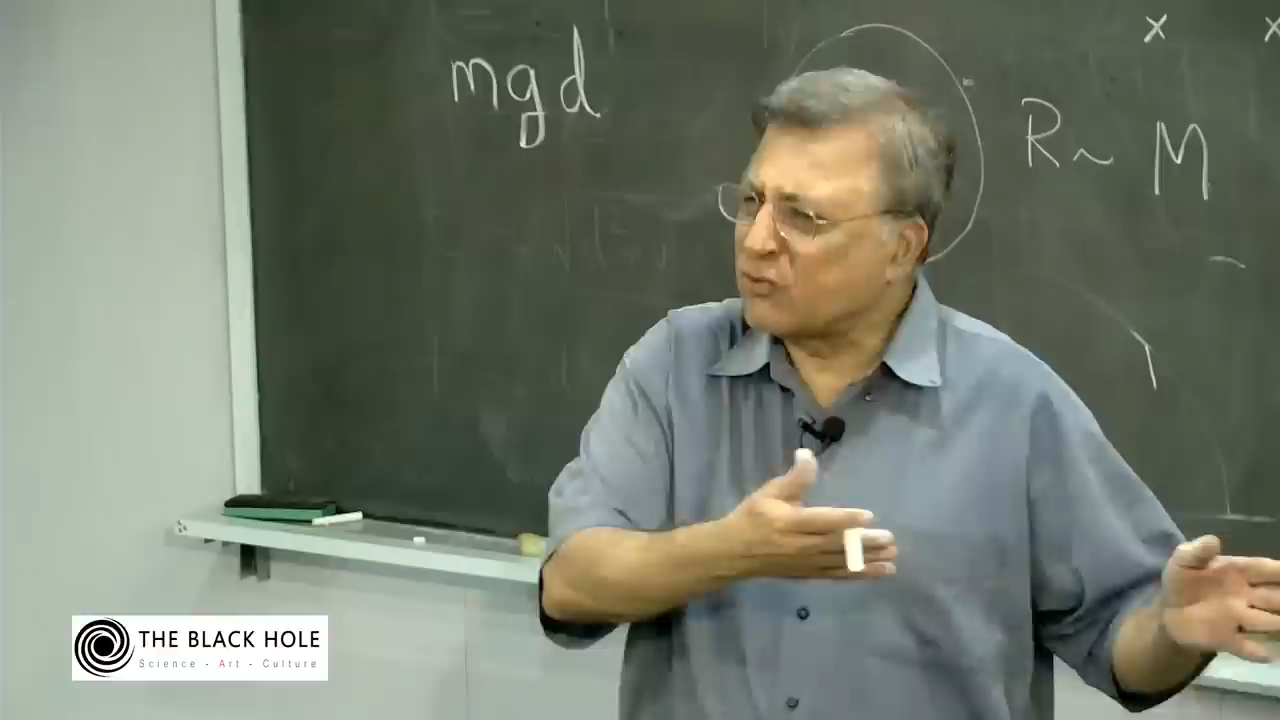 mgd
R ~ M
x x
THE BLACK HOLE
Science - Art - Culture